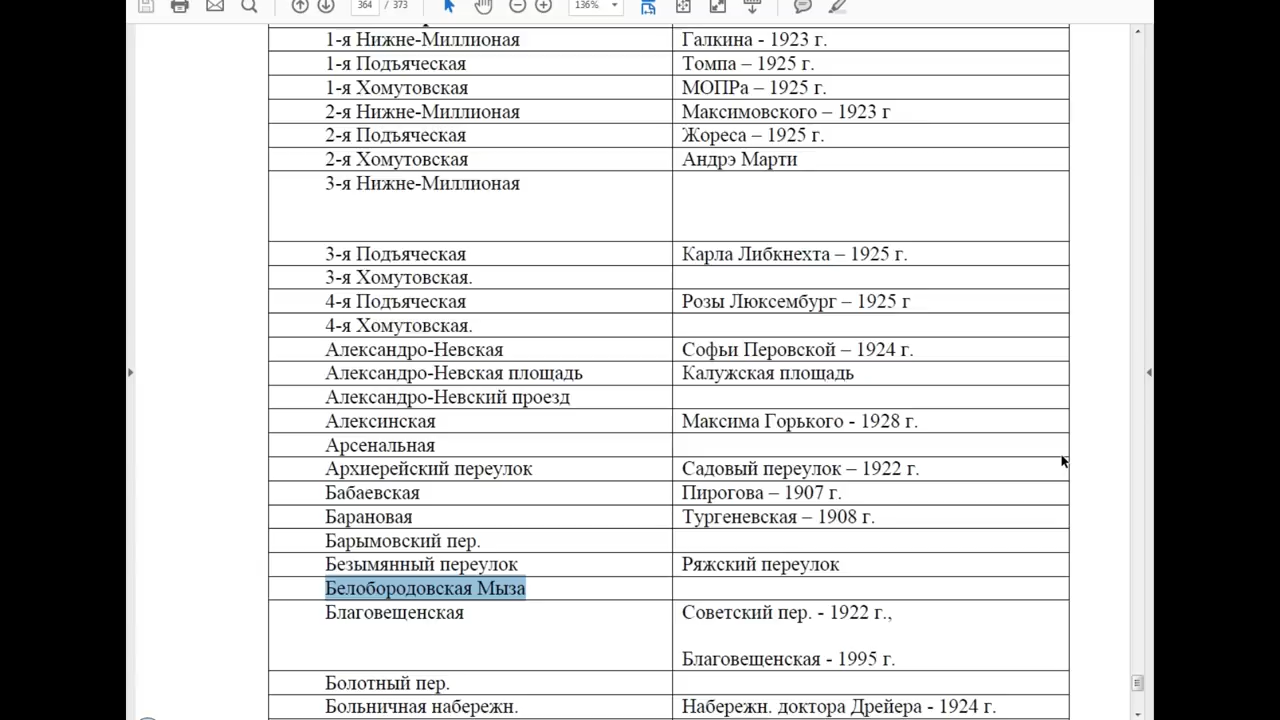 364 / 373 136%
1-я Нижне-Миллионая Галкина - 1923 г.
1-я Подъяческая Томпа – 1925 г.
1-я Хомутовская МОПРа – 1925 г.
2-я Нижне-Миллионая Максимовского – 1923 г
2-я Подъяческая Жореса – 1925 г.
2-я Хомутовская Андрэ Марти
3-я Нижне-Миллионая
3-я Подъяческая Карла Либкнехта – 1925 г.
3-я Хомутовская.
4-я Подъяческая Розы Люксембург – 1925 г
4-я Хомутовская.
Александро-Невская Софьи Перовской – 1924 г.
Александро-Невская площадь Калужская площадь
Александро-Невский проезд
Алексинская Максима Горького - 1928 г.
Арсенальная
Архиерейский переулок Садовый переулок – 1922 г.
Бабаевская Пирогова – 1907 г.
Барановая Тургеневская – 1908 г.
Барымовский пер.
Безымянный переулок Ряжский переулок
Белобородовская Мыза
Благовещенская Советский пер. - 1922 г.,
Благовещенская - 1995 г.
Болотный пер.
Больничная набережн. Набережн. доктора Дрейера - 1924 г.